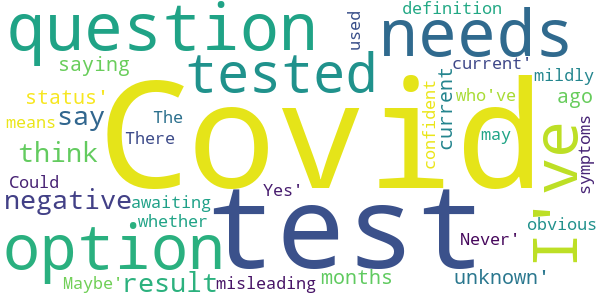 question
used
definition
needs
saying
tested
current'
mildly
status'
say
Covid
current
confident
who've
ago
means
The
There
may
think
I've
symptoms
Could
negative
awaiting
Yes'
test
whether
obvious
option
Never'
Maybe'
result
misleading
months
unknown'